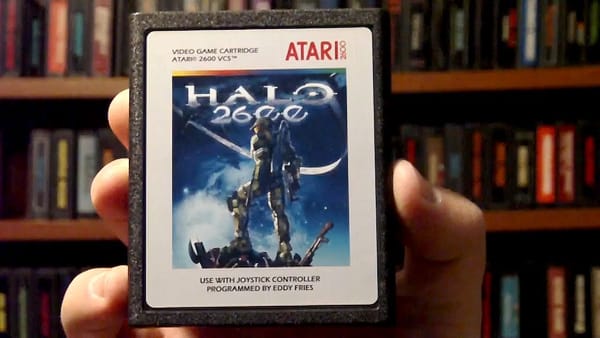 VIDEO GAME CARTRIDGE
ATARI® 2600 VCS™
ATARI 2600
HALO
2600
USE WITH JOYSTICK CONTROLLER
PROGRAMMED BY EDDY FRIES